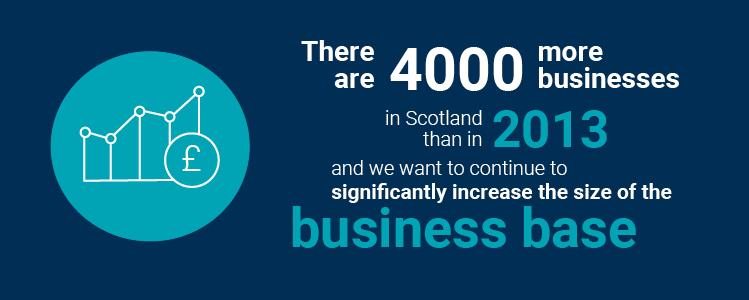 There are 4000 more businesses
in Scotland than in 2013
and we want to continue to
significantly increase the size of the
business base
£